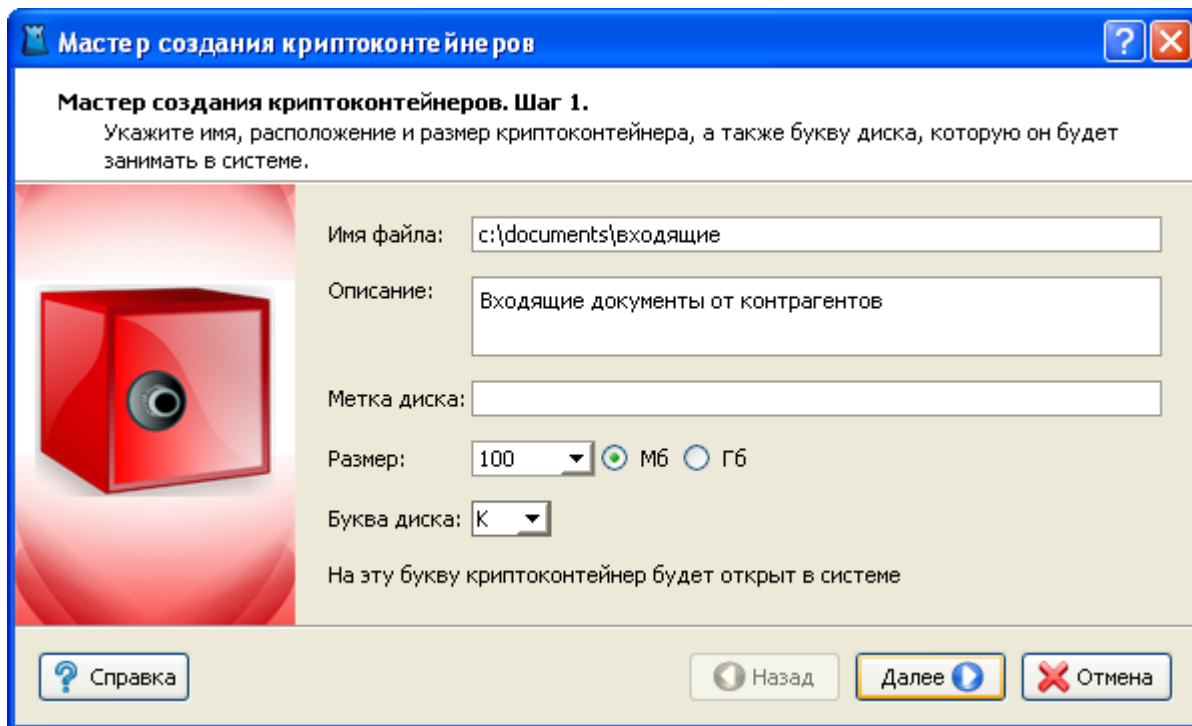 Мастер создания криптоконтейнеров
Мастер создания криптоконтейнеров. Шаг 1.
Укажите имя, расположение и размер криптоконтейнера, а также букву диска, которую он будет
занимать в системе.
Имя файла: c:\documents\входящие
Описание: Входящие документы от контрагентов
Метка диска:
Размер: 100 Мб Гб
Буква диска: K
На эту букву криптоконтейнер будет открыт в системе
Справка Назад Далее Отмена